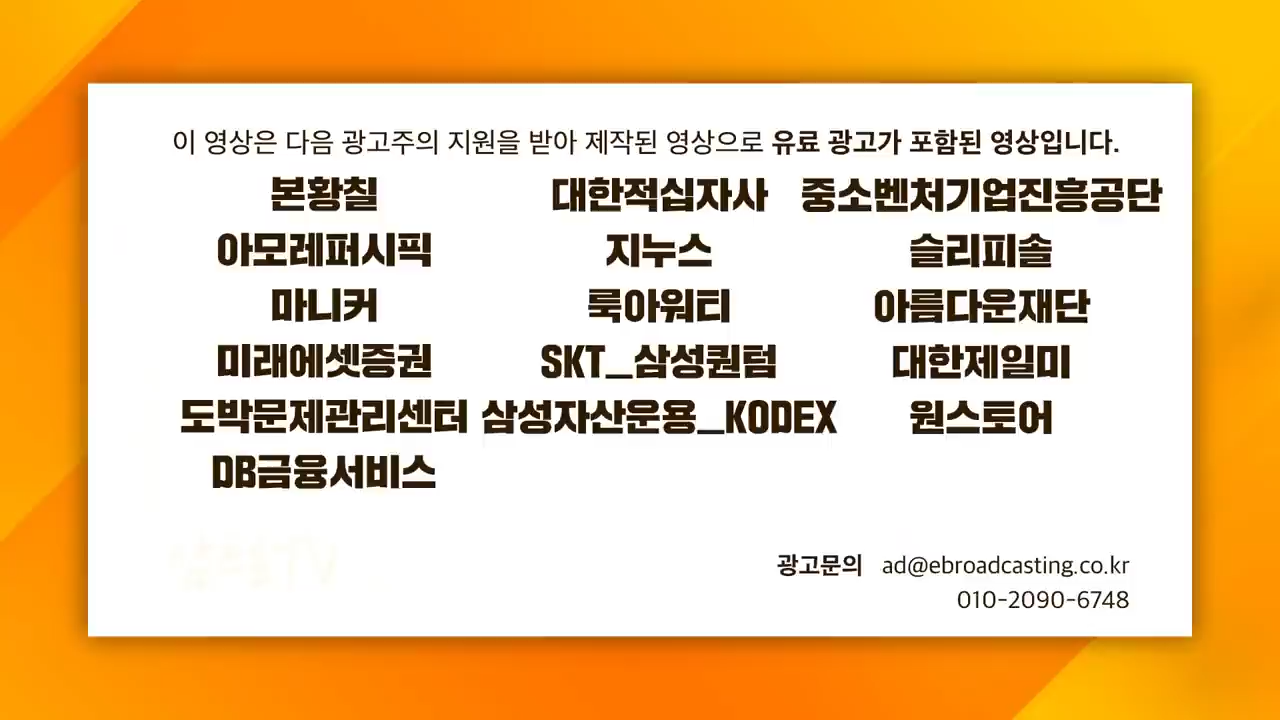 이 영상은 다음 광고주의 지원을 받아 제작된 영상으로 유료 광고가 포함된 영상입니다.
본황칠 대한적십자사 중소벤처기업진흥공단
아모레퍼시픽 지누스 슬리피솔
마니커 룩아워티 아름다운재단
미래에셋증권 SKT_삼성퀀텀 대한제일미
도박문제관리센터 삼성자산운용_KODEX 원스토어
DB금융서비스
광고문의 ad@ebroadcasting.co.kr
010-2090-6748